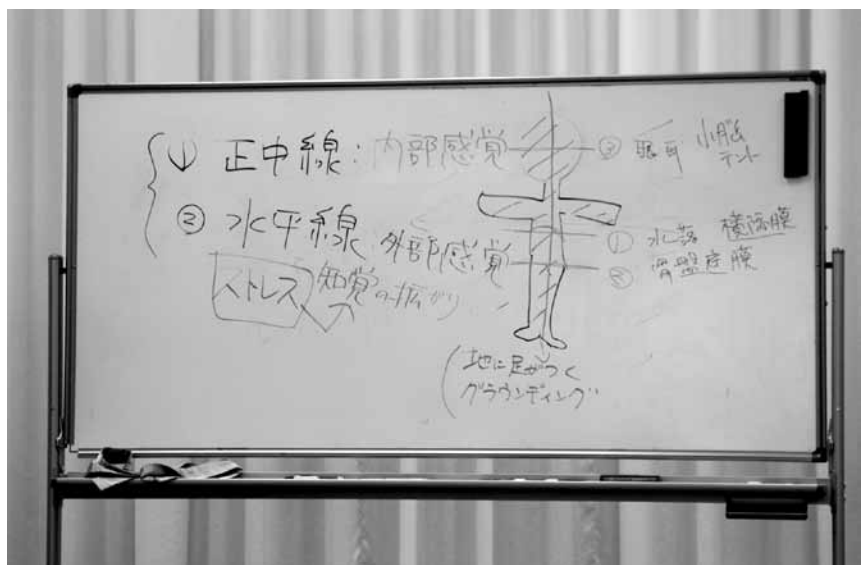 ① 正中線：内部感覚
② 水平線 外部感覚
ストレス 知覚の拡がり
③ 眼耳 小脳
テント
① 水落 横隔膜
② 骨盤底膜
地に足がつく
グラウンディング